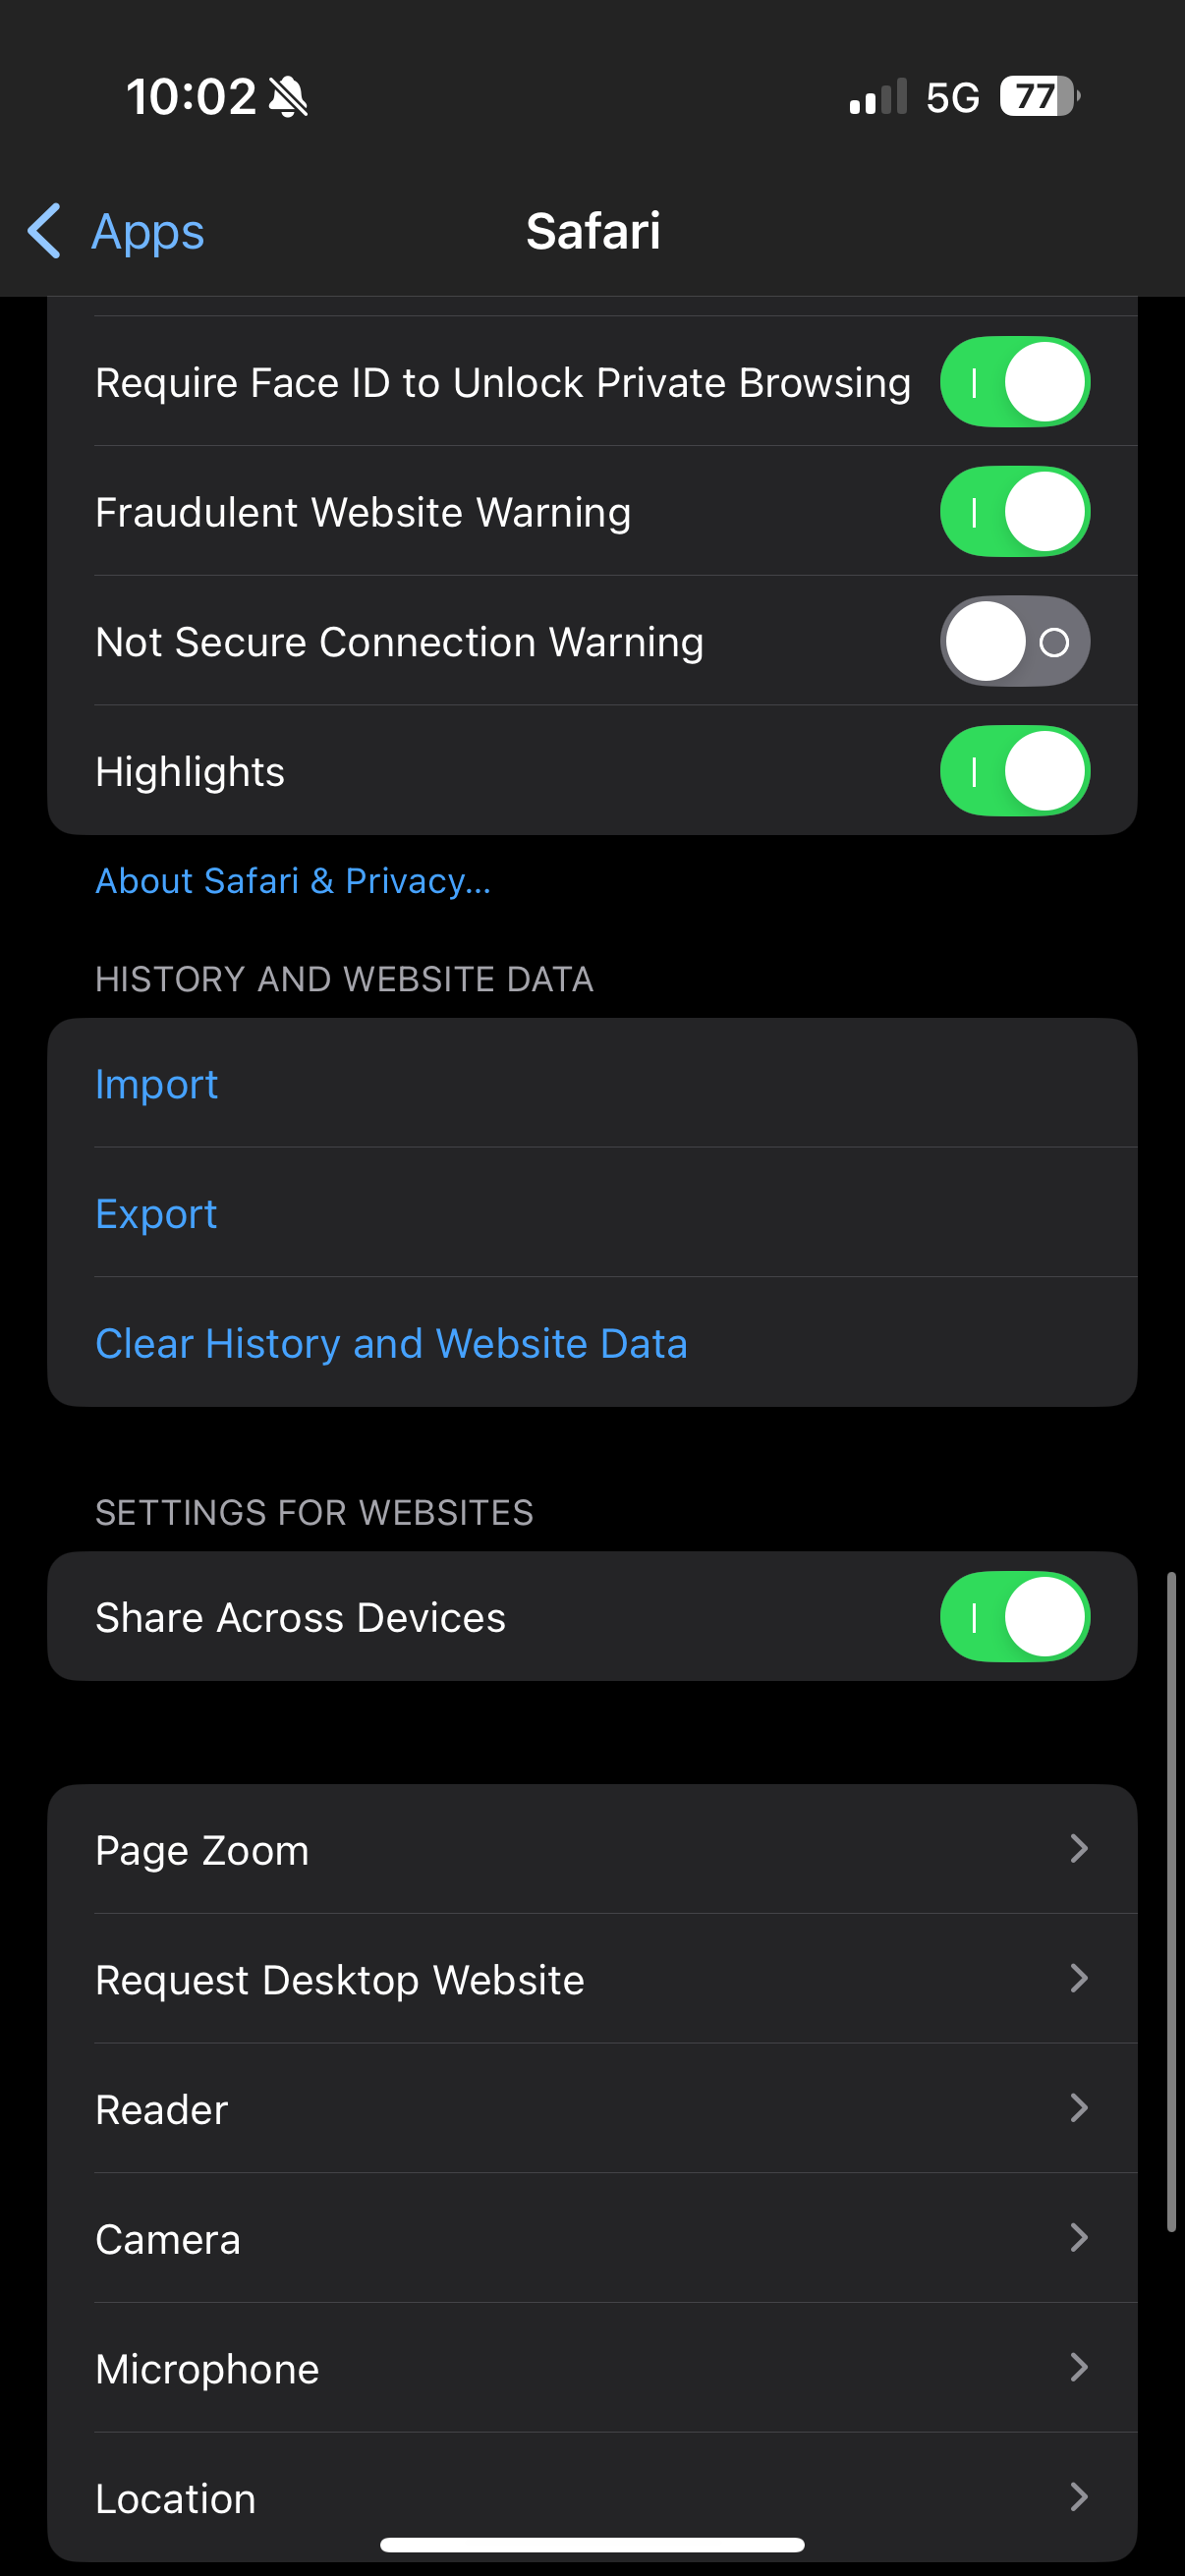 10:02
5G
77
Apps
Safari
Require Face ID to Unlock Private Browsing
Fraudulent Website Warning
Not Secure Connection Warning
Highlights
About Safari & Privacy...
HISTORY AND WEBSITE DATA
Import
Export
Clear History and Website Data
SETTINGS FOR WEBSITES
Share Across Devices
Page Zoom
Request Desktop Website
Reader
Camera
Microphone
Location